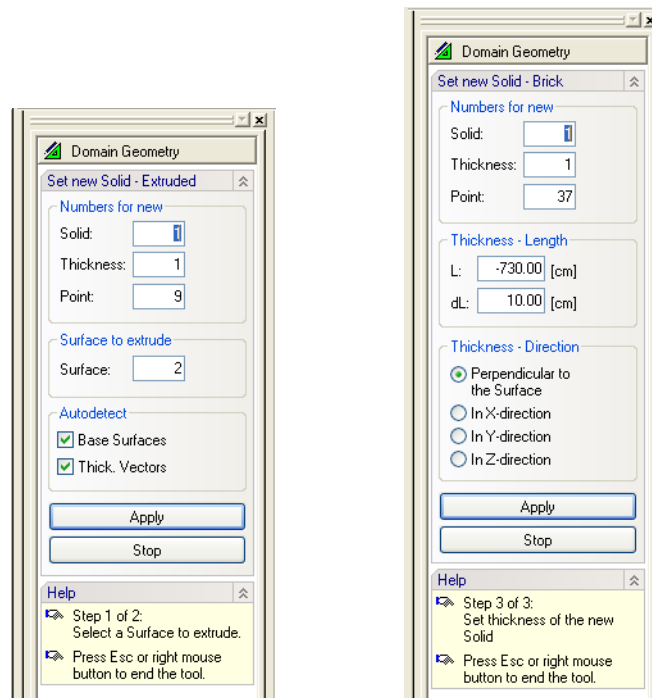 Domain Geometry
Set new Solid - Extruded
Numbers for new
Solid: 1
Thickness: 1
Point: 9
Surface to extrude
Surface: 2
Autodetect
Base Surfaces
Thick. Vectors
Apply
Stop
Help
Step 1 of 2:
Select a Surface to extrude.
Press Esc or right mouse
button to end the tool.
Domain Geometry
Set new Solid - Brick
Numbers for new
Solid: 1
Thickness: 1
Point: 37
Thickness - Length
L: -730.00 [cm]
dL: 10.00 [cm]
Thickness - Direction
Perpendicular to
the Surface
In X-direction
In Y-direction
In Z-direction
Apply
Stop
Help
Step 3 of 3:
Set thickness of the new
Solid
Press Esc or right mouse
button to end the tool.